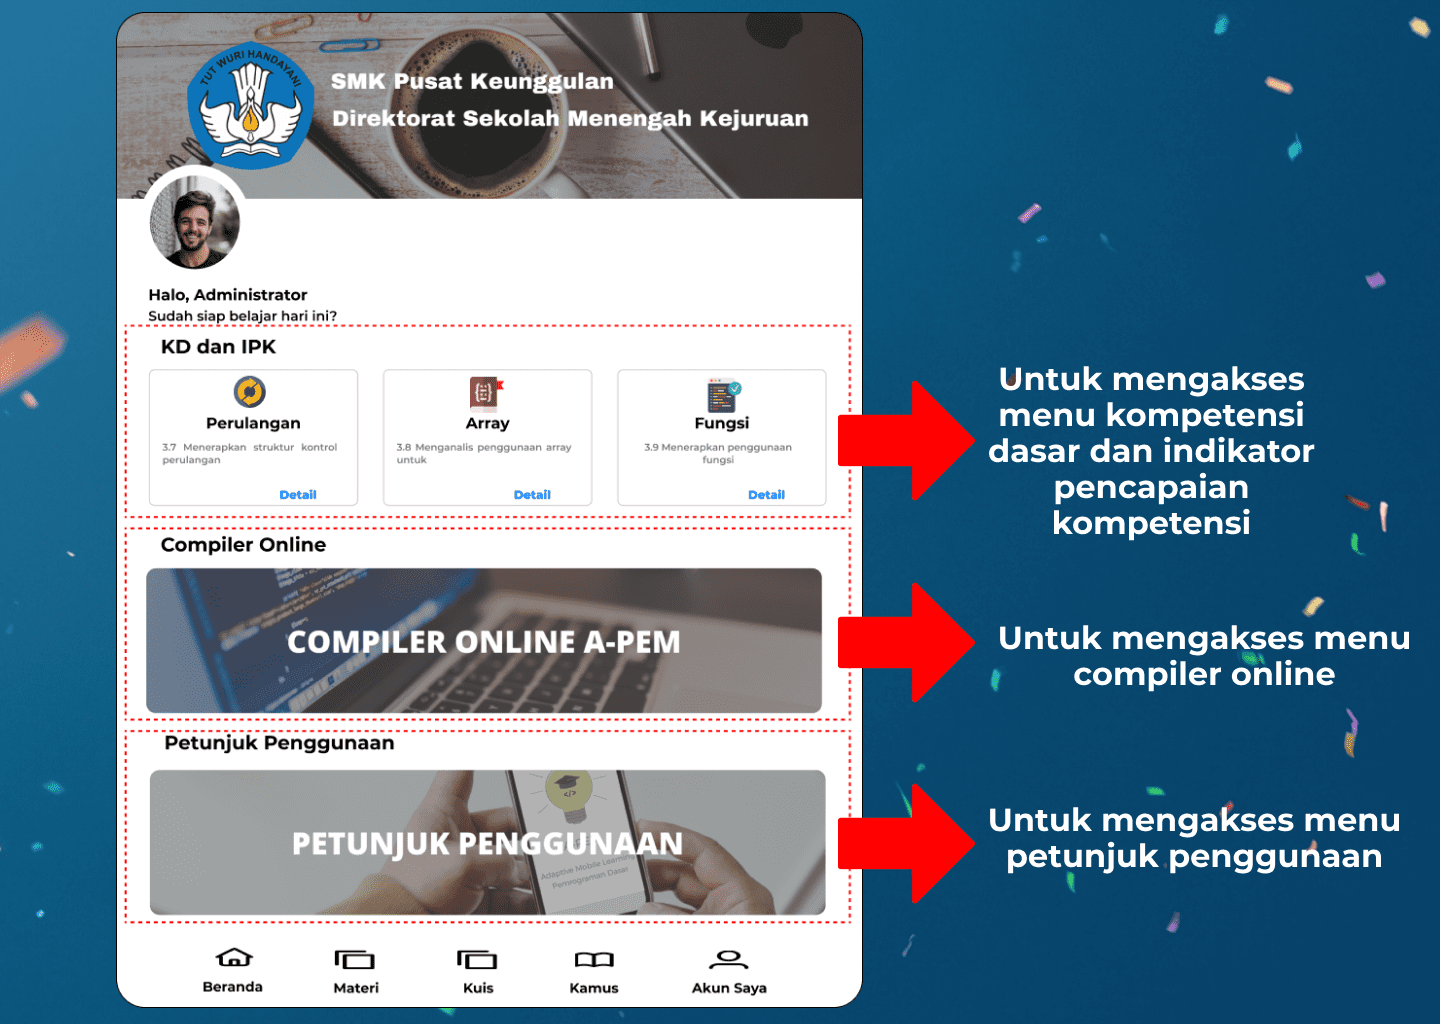 TUT WURI HANDAYANI
SMK Pusat Keunggulan
Direktorat Sekolah Menengah Kejuruan
Halo, Administrator
Sudah siap belajar hari ini?
KD dan IPK
Perulangan
3.7 Menerapkan struktur kontrol
perulangan
Detail
Array
3.8 Menganalis penggunaan array
untuk
Detail
Fungsi
3.9 Menerapkan penggunaan
fungsi
Detail
Untuk mengakses
menu kompetensi
dasar dan indikator
pencapaian
kompetensi
Compiler Online
COMPILER ONLINE A-PEM
Untuk mengakses menu
compiler online
Petunjuk Penggunaan
PETUNJUK PENGGUNAAN
Adaptive Mobile Learning
Pemrograman Dasar
Untuk mengakses menu
petunjuk penggunaan
Beranda
Materi
Kuis
Kamus
Akun Saya